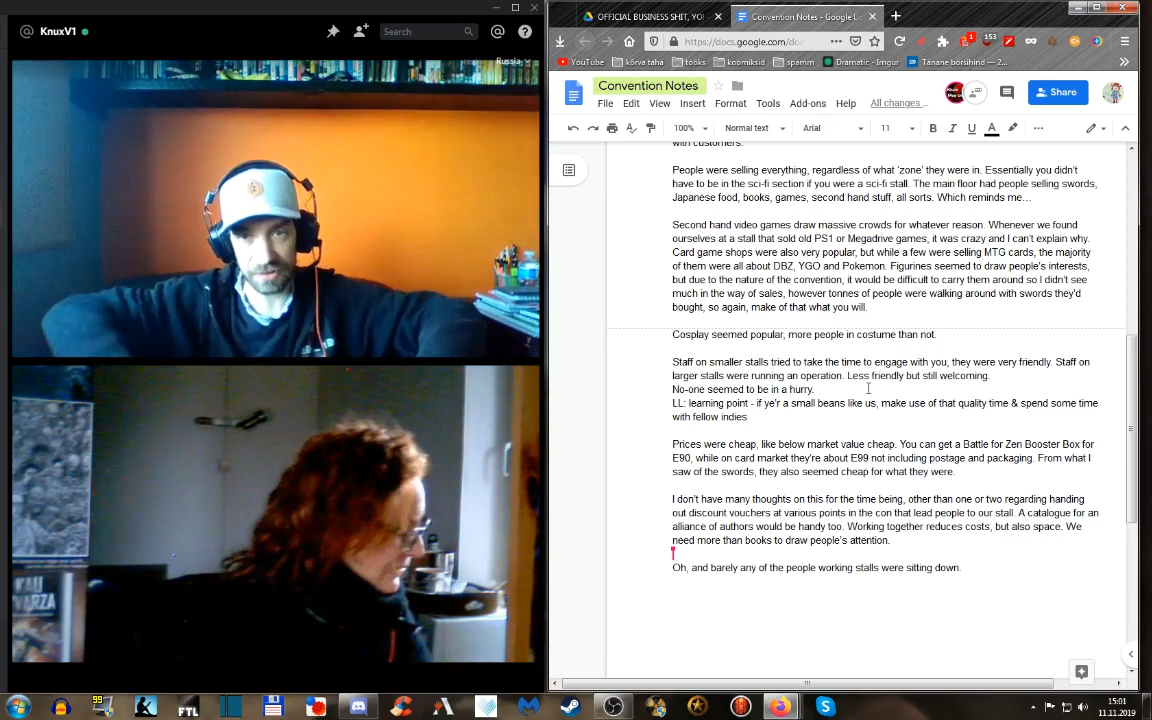 KnuxV1
Search
Russia
OFFICIAL BUSINESS SHIT, YO!
Convention Notes - Google Do
https://docs.google.com/doc
1
153
YouTube
kõrva taha
tööks
koomiksid
spamm
Dramatic - Imgur
Tänane börsihind — 2…
Convention Notes
File Edit View Insert Format Tools Add-ons Help All changes …
Share
100% Normal text Arial 11 B I U A
with customers.
People were selling everything, regardless of what 'zone' they were in. Essentially you didn't
have to be in the sci-fi section if you were a sci-fi stall. The main floor had people selling swords,
Japanese food, books, games, second hand stuff, all sorts. Which reminds me…
Second hand video games draw massive crowds for whatever reason. Whenever we found
ourselves at a stall that sold old PS1 or Megadrive games, it was crazy and I can't explain why.
Card game shops were also very popular, but while a few were selling MTG cards, the majority
of them were all about DBZ, YGO and Pokemon. Figurines seemed to draw people's interests,
but due to the nature of the convention, it would be difficult to carry them around so I didn't see
much in the way of sales, however tonnes of people were walking around with swords they'd
bought, so again, make of that what you will.
Cosplay seemed popular, more people in costume than not.
Staff on smaller stalls tried to take the time to engage with you, they were very friendly. Staff on
larger stalls were running an operation. Less friendly but still welcoming.
No-one seemed to be in a hurry.
LL: learning point - if ye'r a small beans like us, make use of that quality time & spend some time
with fellow indies
Prices were cheap, like below market value cheap. You can get a Battle for Zen Booster Box for
E90, while on card market they're about E99 not including postage and packaging. From what I
saw of the swords, they also seemed cheap for what they were.
I don't have many thoughts on this for the time being, other than one or two regarding handing
out discount vouchers at various points in the con that lead people to our stall. A catalogue for an
alliance of authors would be handy too. Working together reduces costs, but also space. We
need more than books to draw people's attention.
Oh, and barely any of the people working stalls were sitting down.
KAU
VARZA
99
FTL
15:01
11.11.2019